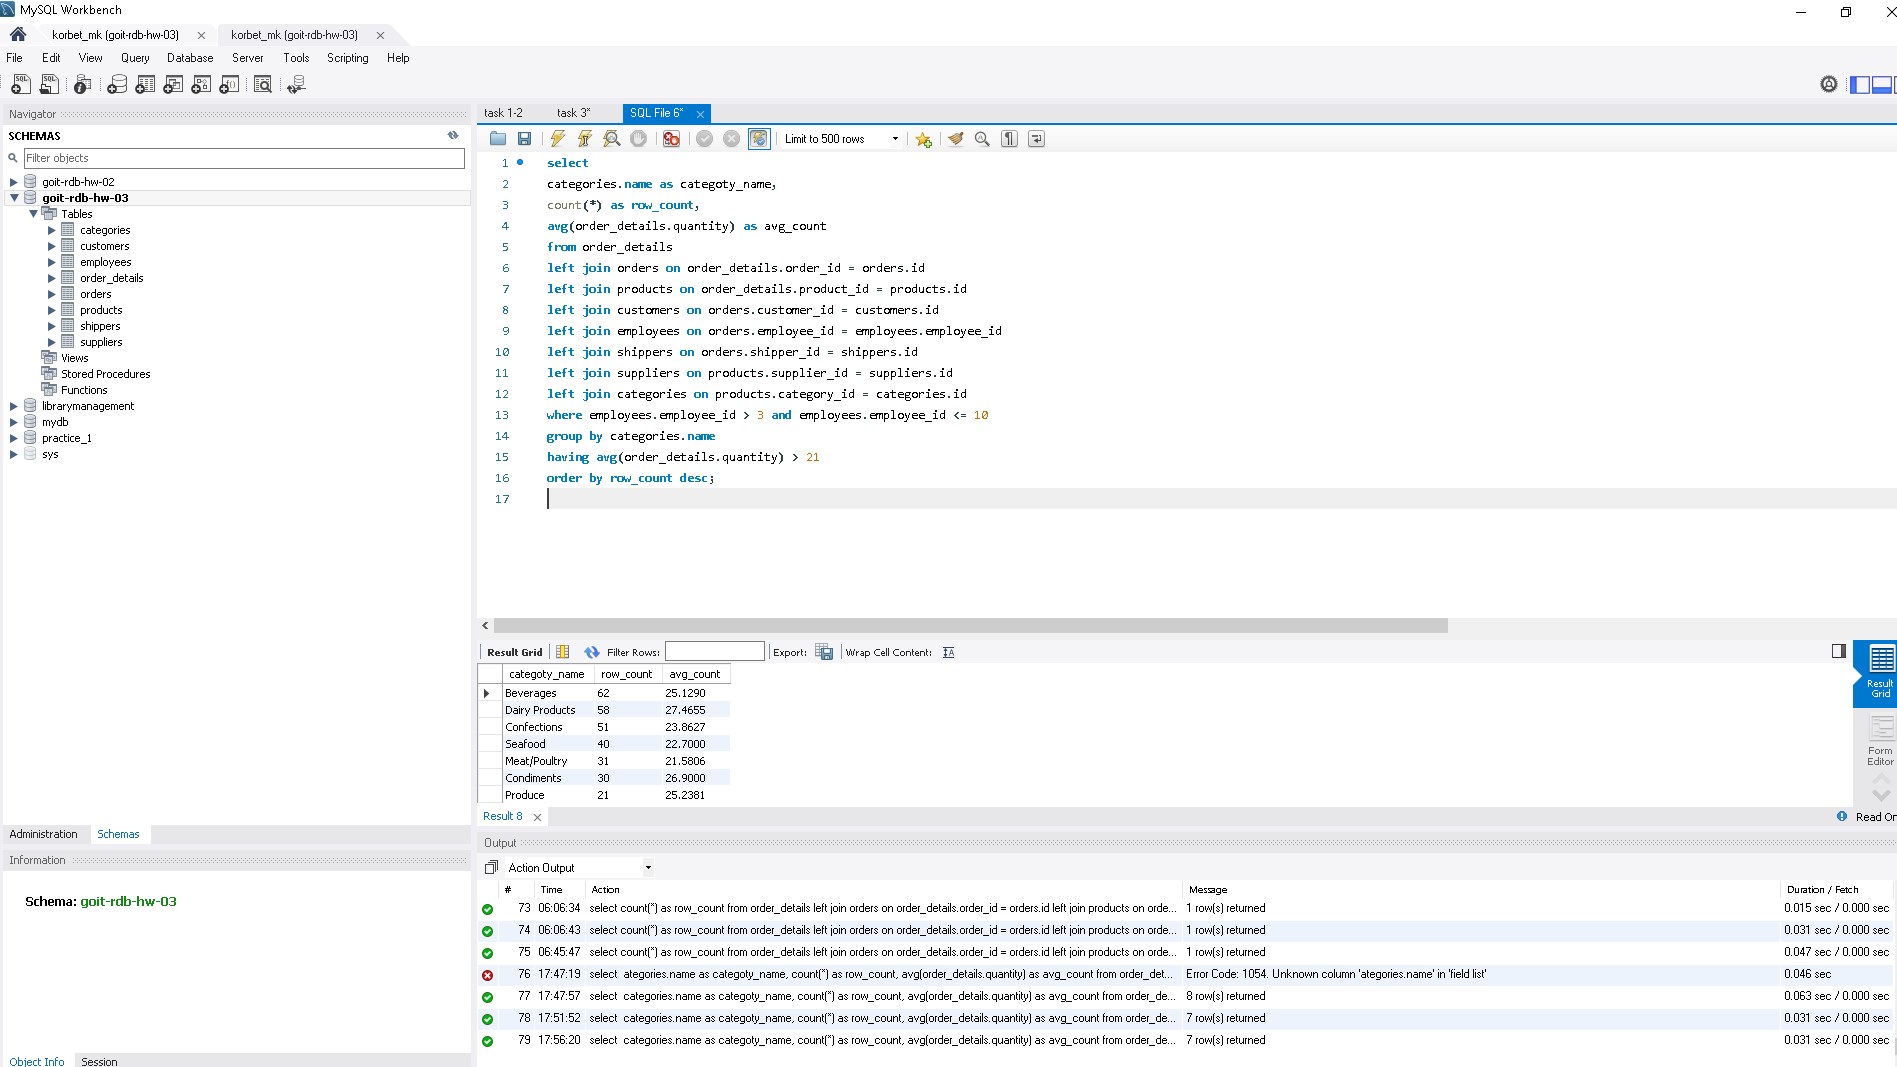 MySQL Workbench
korbet_mk (goit-rdb-hw-03)
korbet_mk (goit-rdb-hw-03)
File Edit View Query Database Server Tools Scripting Help
Navigator
SCHEMAS
Filter objects
goit-rdb-hw-02
goit-rdb-hw-03
Tables
categories
customers
employees
order_details
orders
products
shippers
suppliers
Views
Stored Procedures
Functions
librarymanagement
mydb
practice_1
sys
Administration Schemas
Information
Schema: goit-rdb-hw-03
Object Info Session
task 1-2 task 3* SQL File 6*
Limit to 500 rows
1 select
2 categories.name as categoty_name,
3 count(*) as row_count,
4 avg(order_details.quantity) as avg_count
5 from order_details
6 left join orders on order_details.order_id = orders.id
7 left join products on order_details.product_id = products.id
8 left join customers on orders.customer_id = customers.id
9 left join employees on orders.employee_id = employees.employee_id
10 left join shippers on orders.shipper_id = shippers.id
11 left join suppliers on products.supplier_id = suppliers.id
12 left join categories on products.category_id = categories.id
13 where employees.employee_id > 3 and employees.employee_id <= 10
14 group by categories.name
15 having avg(order_details.quantity) > 21
16 order by row_count desc;
17
Result Grid Filter Rows: Export: Wrap Cell Content:
categoty_name row_count avg_count
Beverages 62 25.1290
Dairy Products 58 27.4655
Confections 51 23.8627
Seafood 40 22.7000
Meat/Poultry 31 21.5806
Condiments 30 26.9000
Produce 21 25.2381
Result Grid
Form Editor
Result 8
Read On
Output
Action Output
# Time Action Message Duration / Fetch
73 06:06:34 select count(*) as row_count from order_details left join orders on order_details.order_id = orders.id left join products on orde... 1 row(s) returned 0.015 sec / 0.000 sec
74 06:06:43 select count(*) as row_count from order_details left join orders on order_details.order_id = orders.id left join products on orde... 1 row(s) returned 0.031 sec / 0.000 sec
75 06:45:47 select count(*) as row_count from order_details left join orders on order_details.order_id = orders.id left join products on orde... 1 row(s) returned 0.047 sec / 0.000 sec
76 17:47:19 select ategories.name as categoty_name, count(*) as row_count, avg(order_details.quantity) as avg_count from order_det... Error Code: 1054. Unknown column 'ategories.name' in 'field list' 0.046 sec
77 17:47:57 select categories.name as categoty_name, count(*) as row_count, avg(order_details.quantity) as avg_count from order_de... 8 row(s) returned 0.063 sec / 0.000 sec
78 17:51:52 select categories.name as categoty_name, count(*) as row_count, avg(order_details.quantity) as avg_count from order_de... 7 row(s) returned 0.031 sec / 0.000 sec
79 17:56:20 select categories.name as categoty_name, count(*) as row_count, avg(order_details.quantity) as avg_count from order_de... 7 row(s) returned 0.031 sec / 0.000 sec